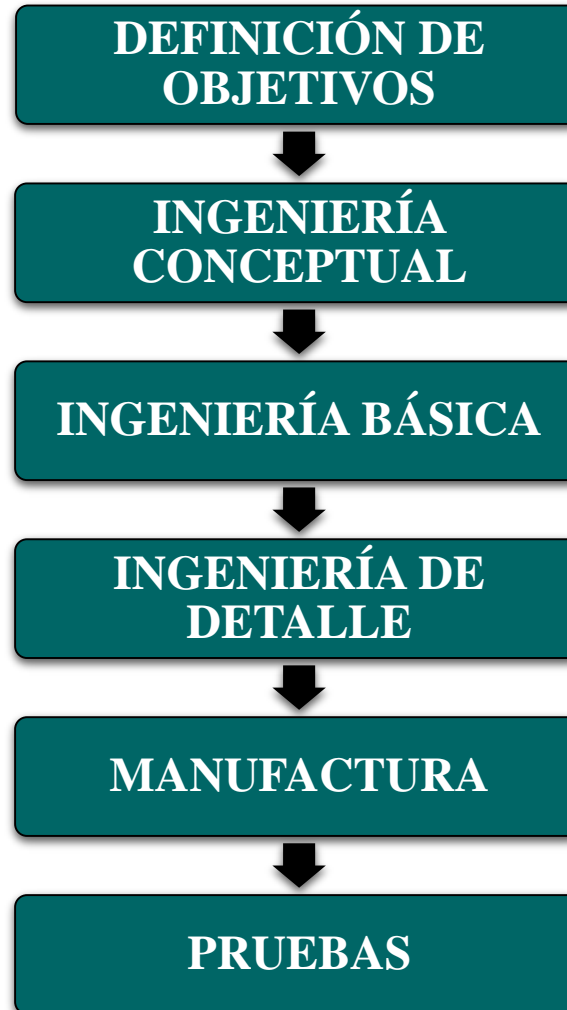 DEFINICIÓN DE
OBJETIVOS
INGENIERÍA
CONCEPTUAL
INGENIERÍA BÁSICA
INGENIERÍA DE
DETALLE
MANUFACTURA
PRUEBAS